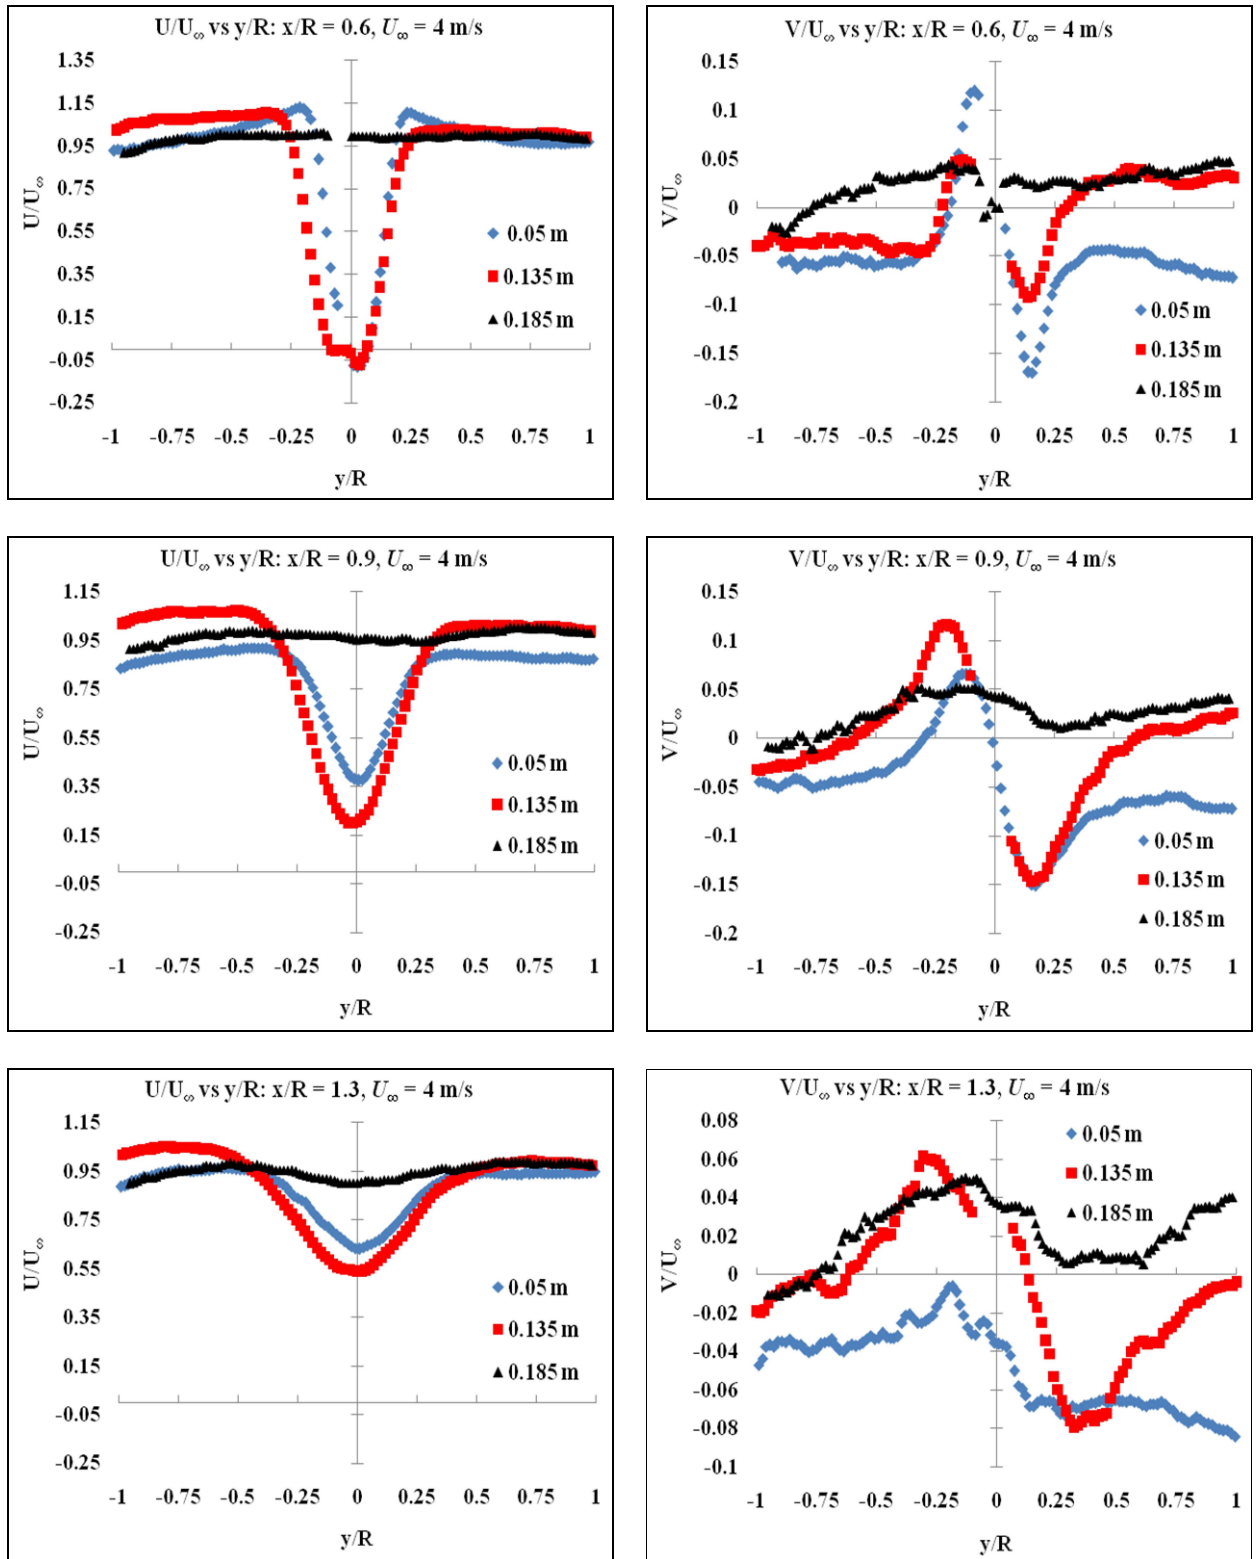 U/U∞ vs y/R: x/R = 0.6, U∞ = 4 m/s
1.35
1.15
0.95
0.75
0.55
0.35
0.15
-0.05
-0.25
U/U∞
0.05 m
0.135 m
0.185 m
-1 -0.75 -0.5 -0.25 0 0.25 0.5 0.75 1
y/R
V/U∞ vs y/R: x/R = 0.6, U∞ = 4 m/s
0.15
0.1
0.05
0
-0.05
-0.1
-0.15
-0.2
V/U∞
0.05 m
0.135 m
0.185 m
-1 -0.75 -0.5 -0.25 0 0.25 0.5 0.75 1
y/R
U/U∞ vs y/R: x/R = 0.9, U∞ = 4 m/s
1.15
0.95
0.75
0.55
0.35
0.15
-0.05
-0.25
U/U∞
0.05 m
0.135 m
0.185 m
-1 -0.75 -0.5 -0.25 0 0.25 0.5 0.75 1
y/R
V/U∞ vs y/R: x/R = 0.9, U∞ = 4 m/s
0.15
0.1
0.05
0
-0.05
-0.1
-0.15
-0.2
V/U∞
0.05 m
0.135 m
0.185 m
-1 -0.75 -0.5 -0.25 0 0.25 0.5 0.75 1
y/R
U/U∞ vs y/R: x/R = 1.3, U∞ = 4 m/s
1.15
0.95
0.75
0.55
0.35
0.15
-0.05
-0.25
U/U∞
0.05 m
0.135 m
0.185 m
-1 -0.75 -0.5 -0.25 0 0.25 0.5 0.75 1
y/R
V/U∞ vs y/R: x/R = 1.3, U∞ = 4 m/s
0.08
0.06
0.04
0.02
0
-0.02
-0.04
-0.06
-0.08
-0.1
V/U∞
0.05 m
0.135 m
0.185 m
-1 -0.75 -0.5 -0.25 0 0.25 0.5 0.75 1
y/R